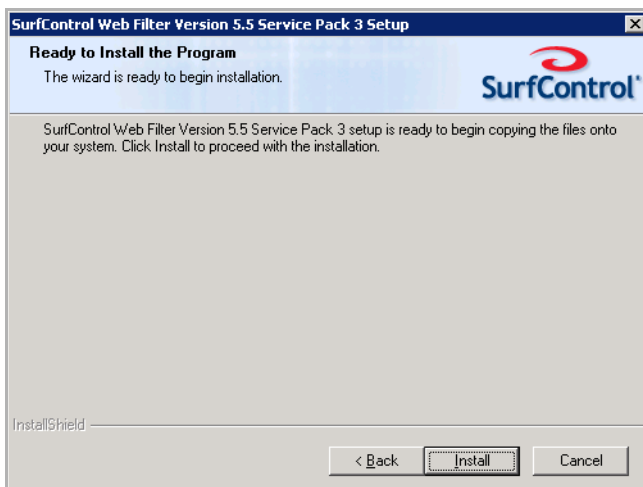 SurfControl Web Filter Version 5.5 Service Pack 3 Setup
Ready to Install the Program
The wizard is ready to begin installation.
SurfControl
SurfControl Web Filter Version 5.5 Service Pack 3 setup is ready to begin copying the files onto
your system. Click Install to proceed with the installation.
InstallShield
< Back
Install
Cancel